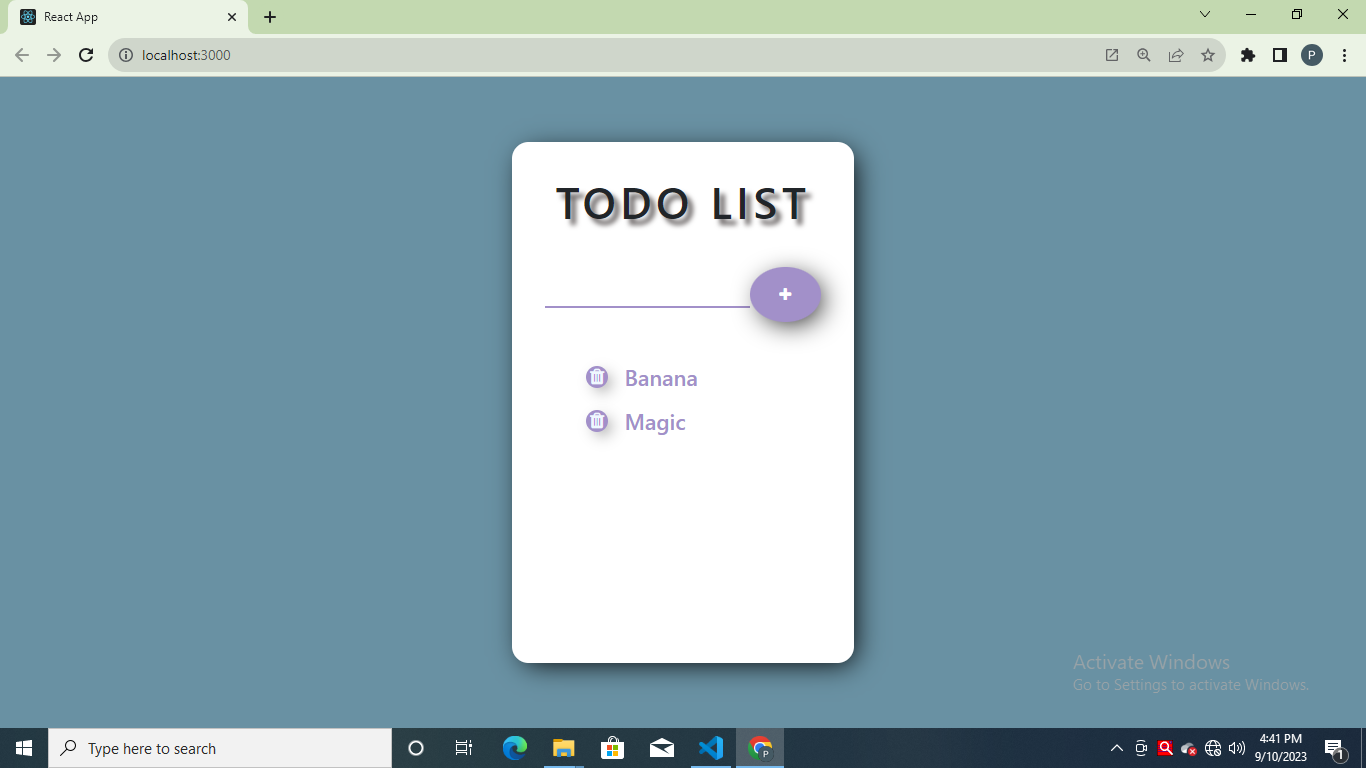 React App
localhost:3000
P
TODO LIST
+
Banana
Magic
Activate Windows
Go to Settings to activate Windows.
Type here to search
P
4:41 PM
9/10/2023
1